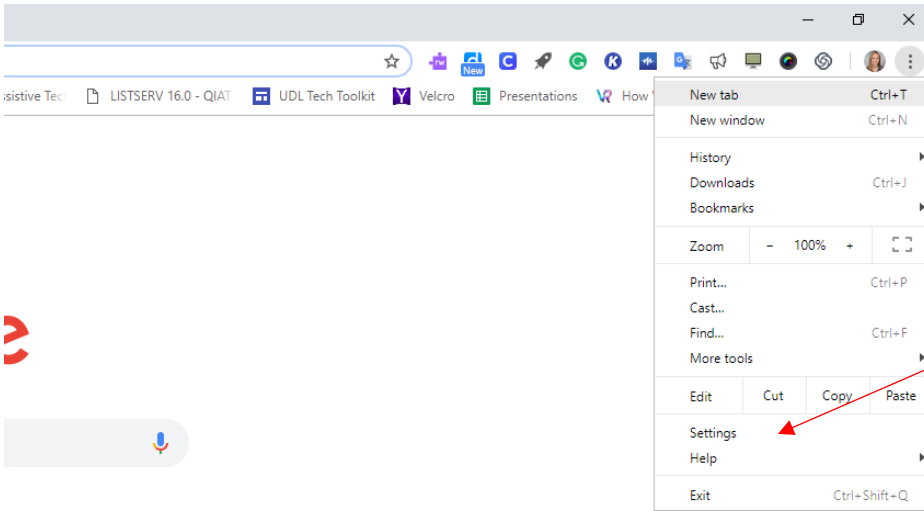 New
LISTSERV 16.0 - QIAT UDL Tech Toolkit Velcro Presentations How
New tab Ctrl+T
New window Ctrl+N
History
Downloads Ctrl+J
Bookmarks
Zoom - 100% +
Print... Ctrl+P
Cast...
Find... Ctrl+F
More tools
Edit Cut Copy Paste
Settings
Help
Exit Ctrl+Shift+Q